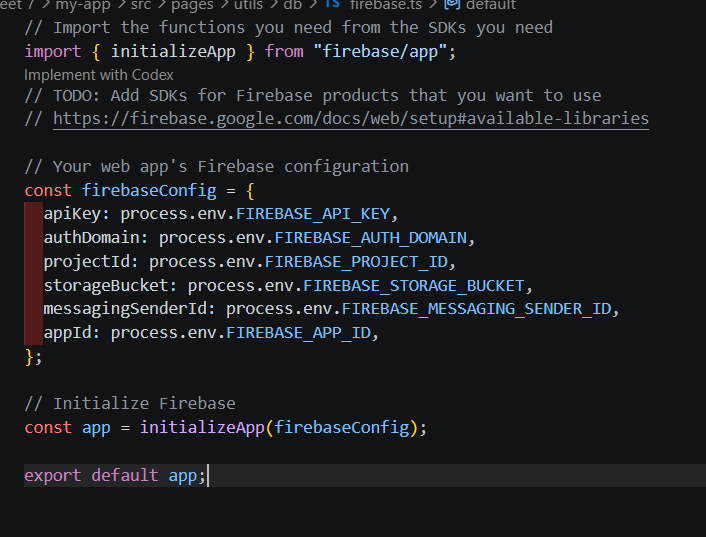 eet 7 > my-app > src > pages > utils > db > TS firebase.ts > default
// Import the functions you need from the SDKs you need
import { initializeApp } from "firebase/app";
Implement with Codex
// TODO: Add SDKs for Firebase products that you want to use
// https://firebase.google.com/docs/web/setup#available-libraries
// Your web app's Firebase configuration
const firebaseConfig = {
apiKey: process.env.FIREBASE_API_KEY,
authDomain: process.env.FIREBASE_AUTH_DOMAIN,
projectId: process.env.FIREBASE_PROJECT_ID,
storageBucket: process.env.FIREBASE_STORAGE_BUCKET,
messagingSenderId: process.env.FIREBASE_MESSAGING_SENDER_ID,
appId: process.env.FIREBASE_APP_ID,
};
// Initialize Firebase
const app = initializeApp(firebaseConfig);
export default app;